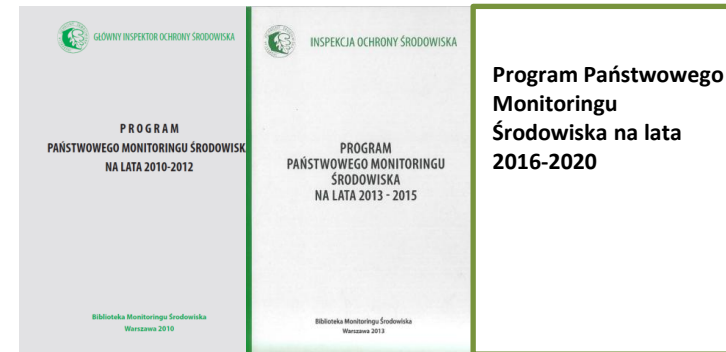 GŁÓWNY INSPEKTOR OCHRONY ŚRODOWISKA
PROGRAM
PAŃSTWOWEGO MONITORINGU ŚRODOWISK
NA LATA 2010-2012
Biblioteka Monitoringu Środowiska
Warszawa 2010
INSPEKCJA OCHRONY ŚRODOWISKA
PROGRAM
PAŃSTWOWEGO MONITORINGU
ŚRODOWISKA
NA LATA 2013 - 2015
Biblioteka Monitoringu Środowiska
Warszawa 2013
Program Państwowego
Monitoringu
Środowiska na lata
2016-2020